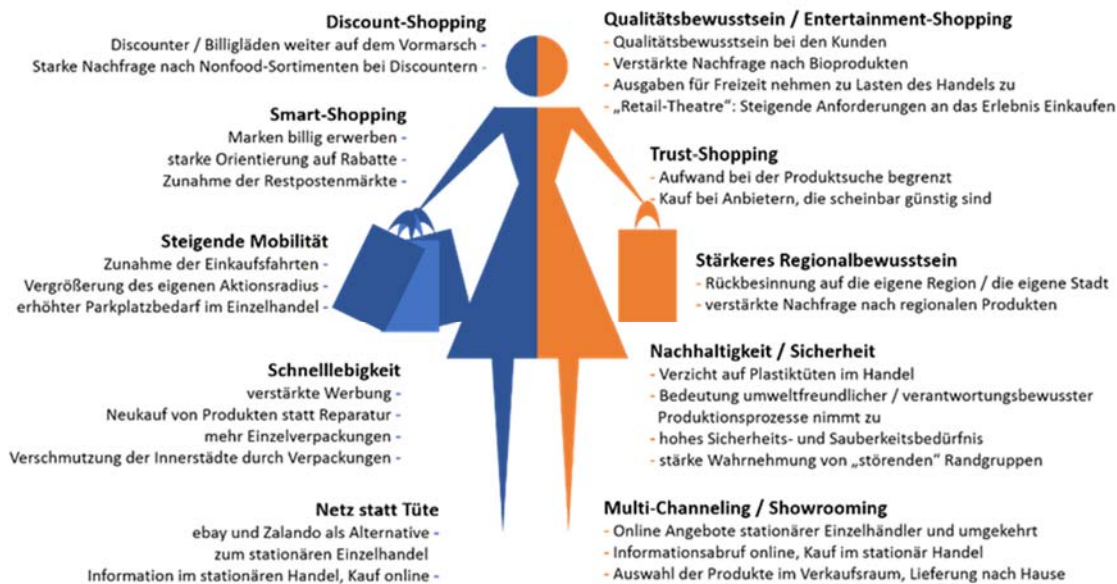 Discount-Shopping
Discounter / Billigläden weiter auf dem Vormarsch -
Starke Nachfrage nach Nonfood-Sortimenten bei Discountern -
Smart-Shopping
Marken billig erwerben -
starke Orientierung auf Rabatte -
Zunahme der Restpostenmärkte -
Steigende Mobilität
Zunahme der Einkaufsfahrten -
Vergrößerung des eigenen Aktionsradius -
erhöhter Parkplatzbedarf im Einzelhandel -
Schnelllebigkeit
verstärkte Werbung -
Neukauf von Produkten statt Reparatur -
mehr Einzelverpackungen -
Verschmutzung der Innerstädte durch Verpackungen -
Netz statt Tüte
ebay und Zalando als Alternative -
zum stationären Einzelhandel
Information im stationären Handel, Kauf online -
Qualitätsbewusstsein / Entertainment-Shopping
- Qualitätsbewusstsein bei den Kunden
- Verstärkte Nachfrage nach Bioprodukten
- Ausgaben für Freizeit nehmen zu Lasten des Handels zu
- „Retail-Theatre“: Steigende Anforderungen an das Erlebnis Einkaufen
Trust-Shopping
- Aufwand bei der Produktsuche begrenzt
- Kauf bei Anbietern, die scheinbar günstig sind
Stärkeres Regionalbewusstsein
- Rückbesinnung auf die eigene Region / die eigene Stadt
- verstärkte Nachfrage nach regionalen Produkten
Nachhaltigkeit / Sicherheit
- Verzicht auf Plastiktüten im Handel
- Bedeutung umweltfreundlicher / verantwortungsbewusster
Produktionsprozesse nimmt zu
- hohes Sicherheits- und Sauberkeitsbedürfnis
- stärke Wahrnehmung von „störenden“ Randgruppen
Multi-Channeling / Showrooming
- Online Angebote stationärer Einzelhändler und umgekehrt
- Informationsabruf online, Kauf im stationär Handel
- Auswahl der Produkte im Verkaufsraum, Lieferung nach Hause